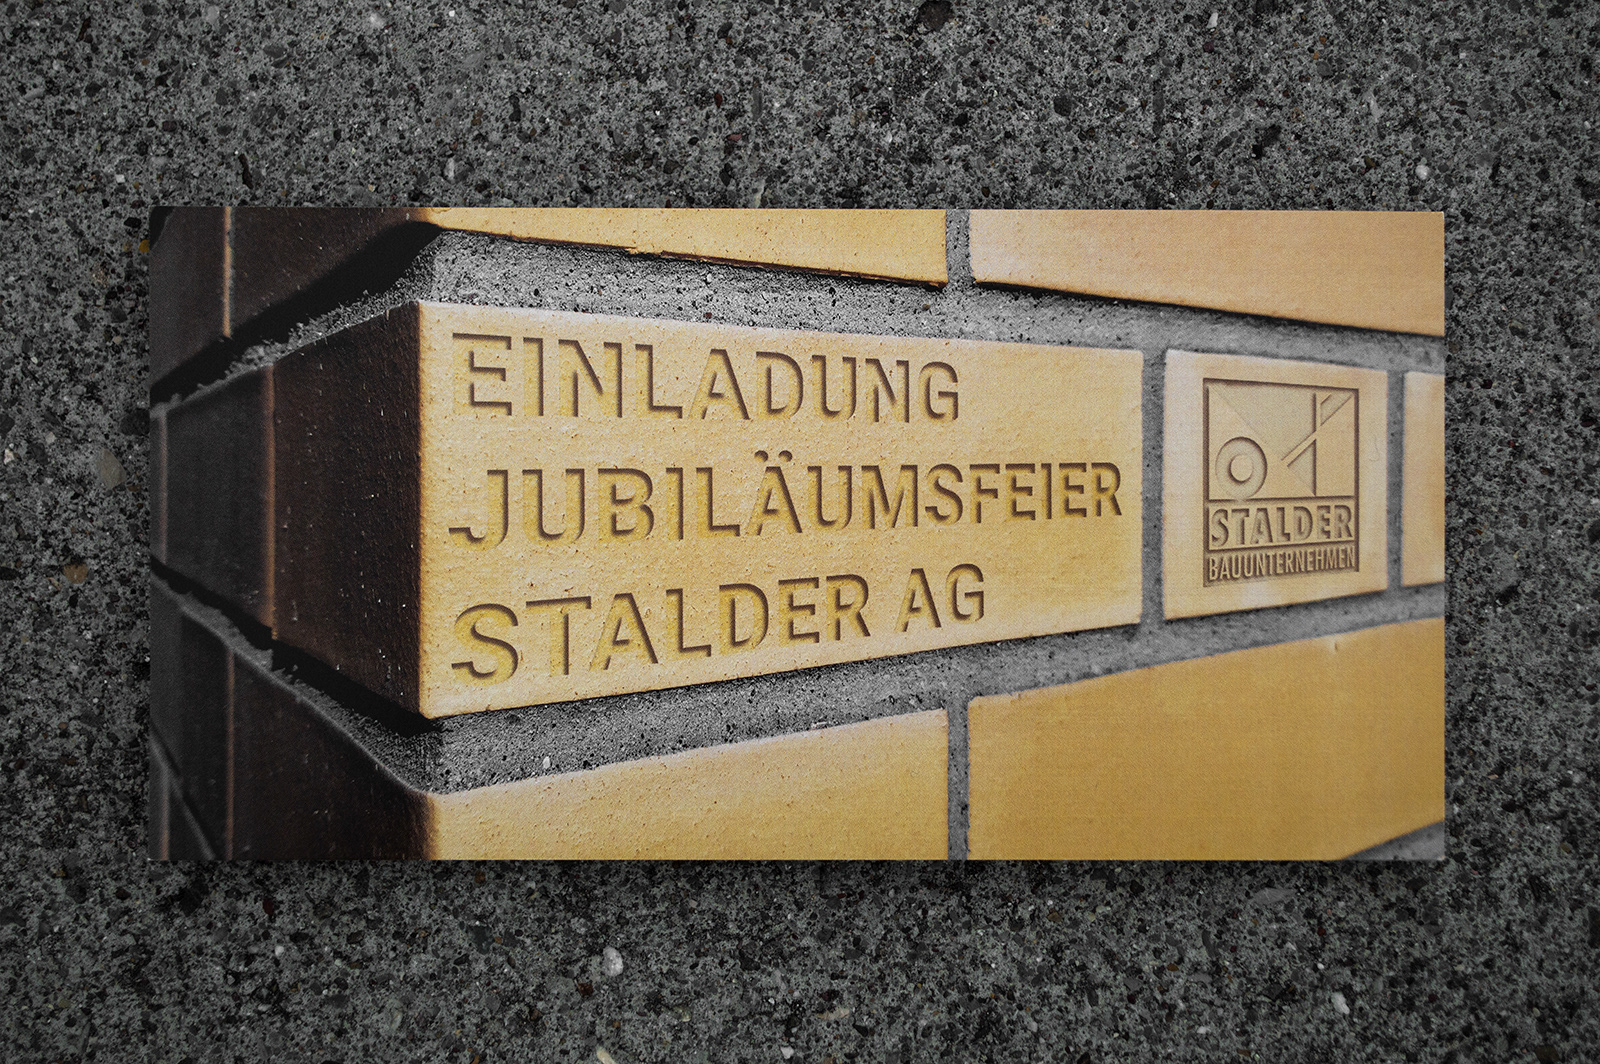 EINLADUNG
JUBILÄUMSFEIER
STALDER AG
STALDER
BAUUNTERNEHMEN